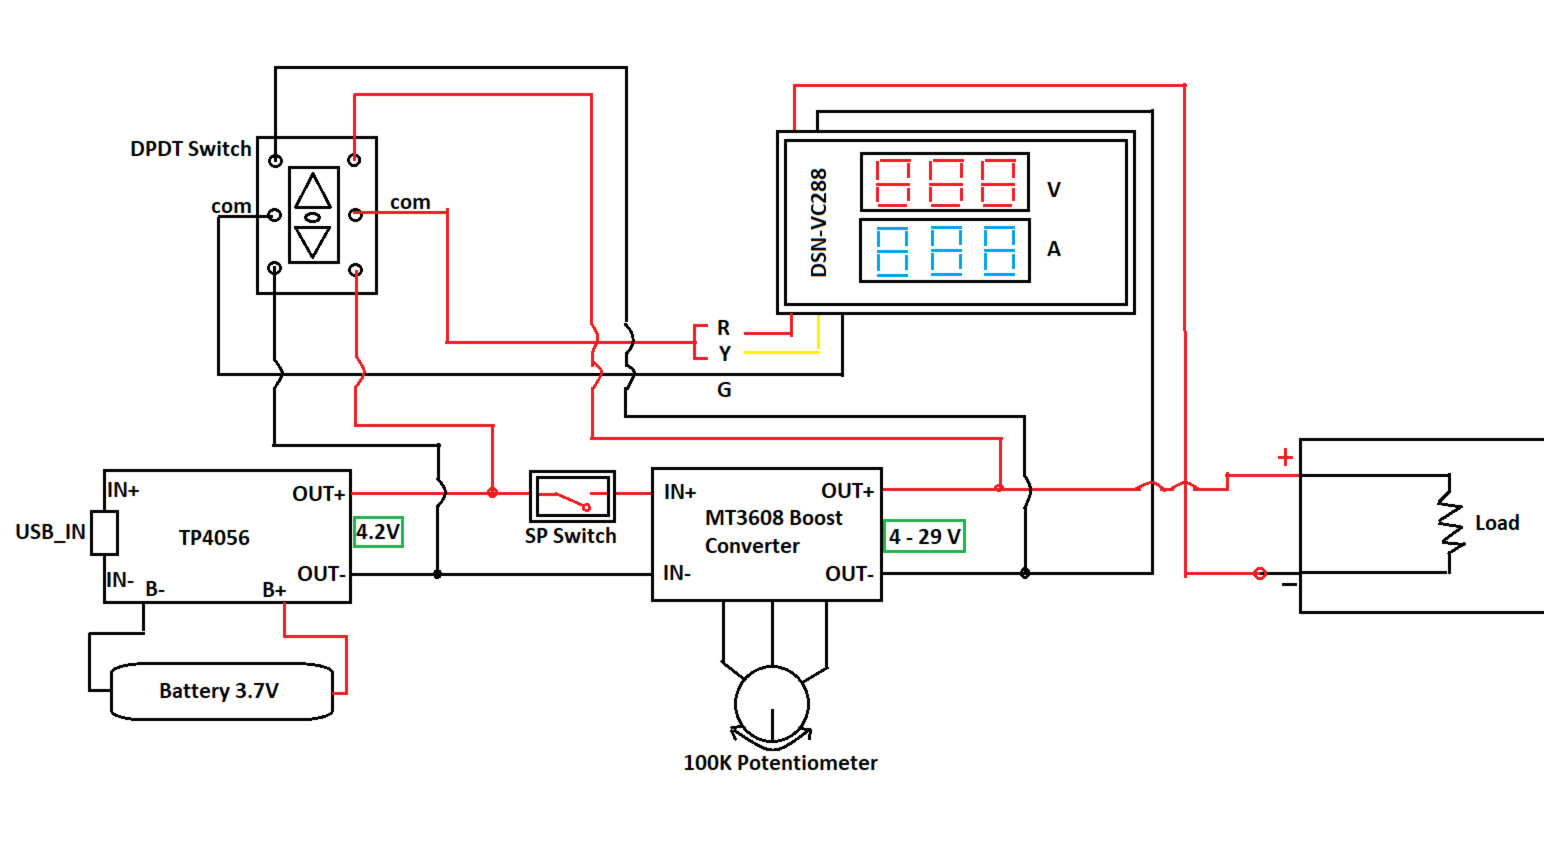 DPDT Switch
com
com
DSN-VC288
V
A
R
Y
G
IN+
OUT+
USB_IN
TP4056
4.2V
IN-
B-
B+
OUT-
SP Switch
IN+
OUT+
MT3608 Boost
Converter
4 - 29 V
IN-
OUT-
+
Load
−
Battery 3.7V
100K Potentiometer